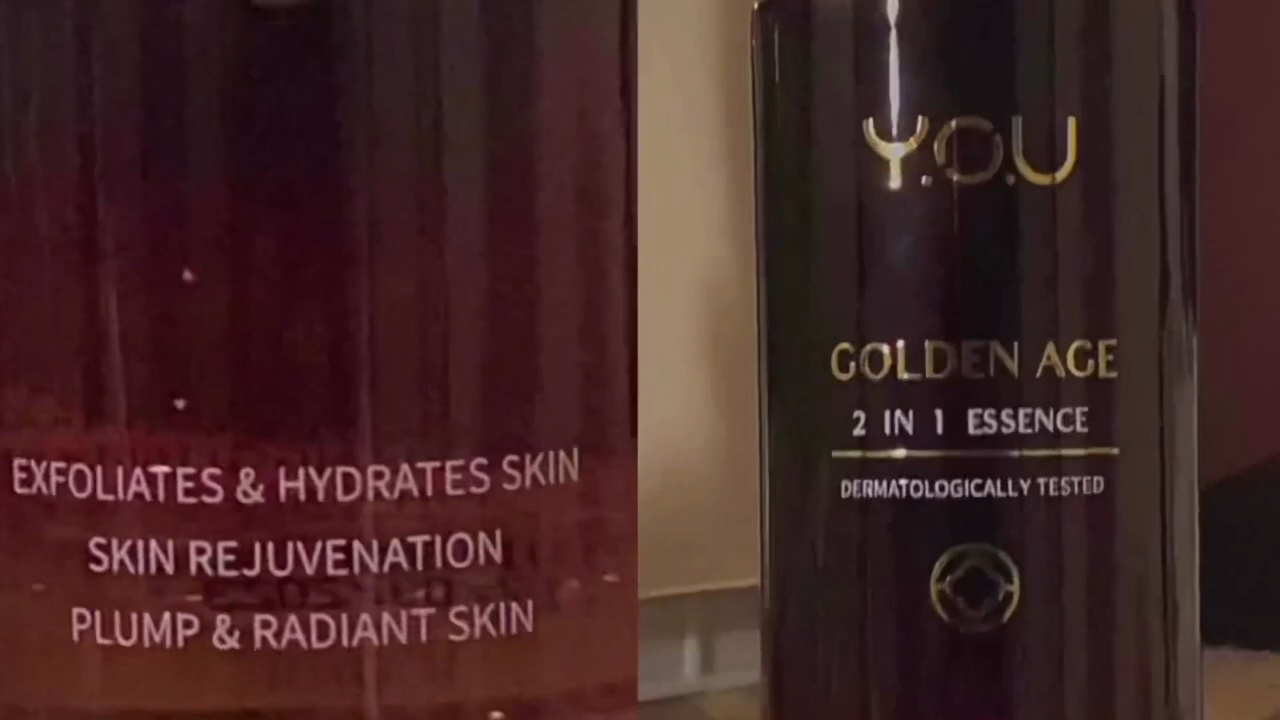 EXFOLIATES & HYDRATES SKIN
SKIN REJUVENATION
PLUMP & RADIANT SKIN
Y.O.U
GOLDEN AGE
2 IN 1 ESSENCE
DERMATOLOGICALLY TESTED